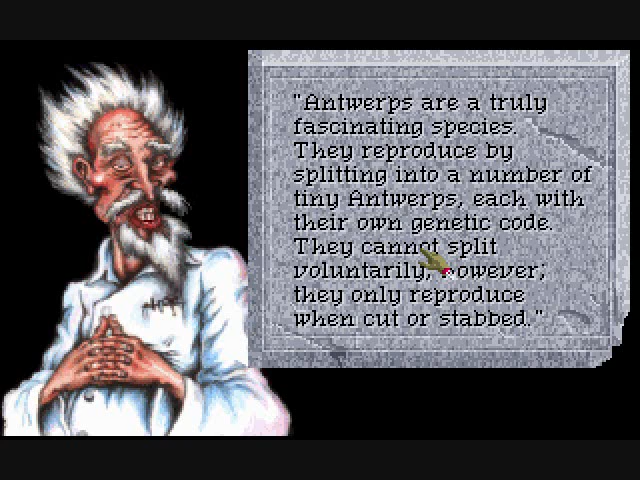 "Antwerps are a truly
fascinating species.
They reproduce by
splitting into a number of
tiny Antwerps, each with
their own genetic code.
They cannot split
voluntarily, however;
they only reproduce
when cut or stabbed."